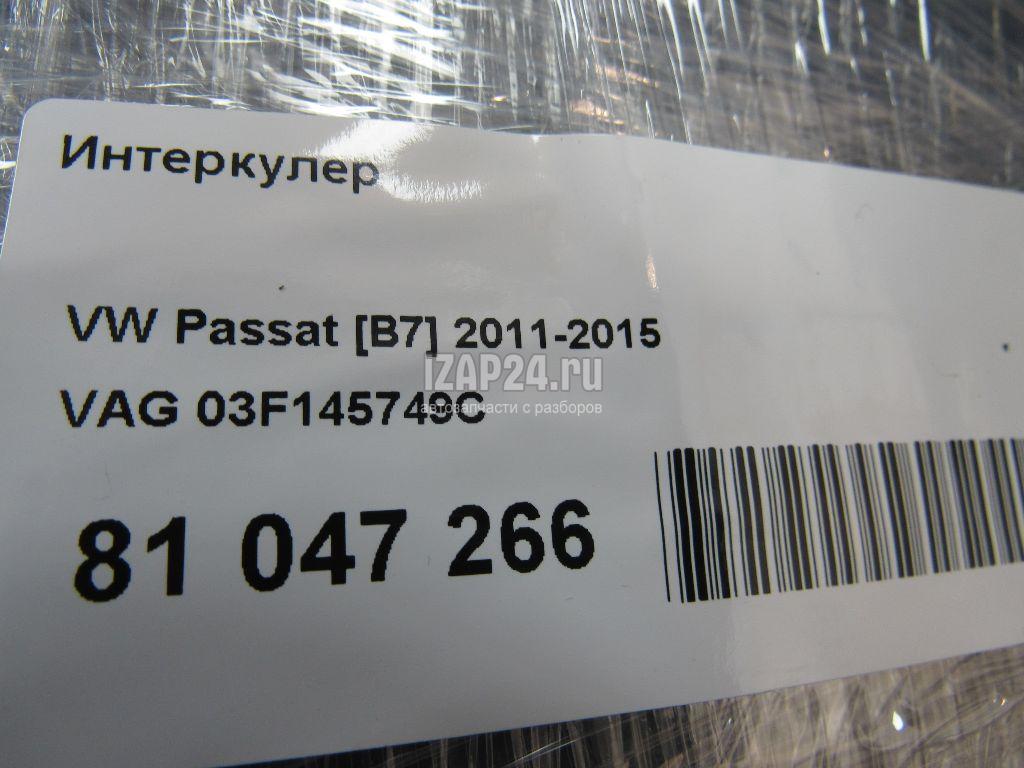 Интеркулер
VW Passat [B7] 2011-2015
IZAP24.ru
VAG 03F145749C
автозапчасти с разборов
81 047 266